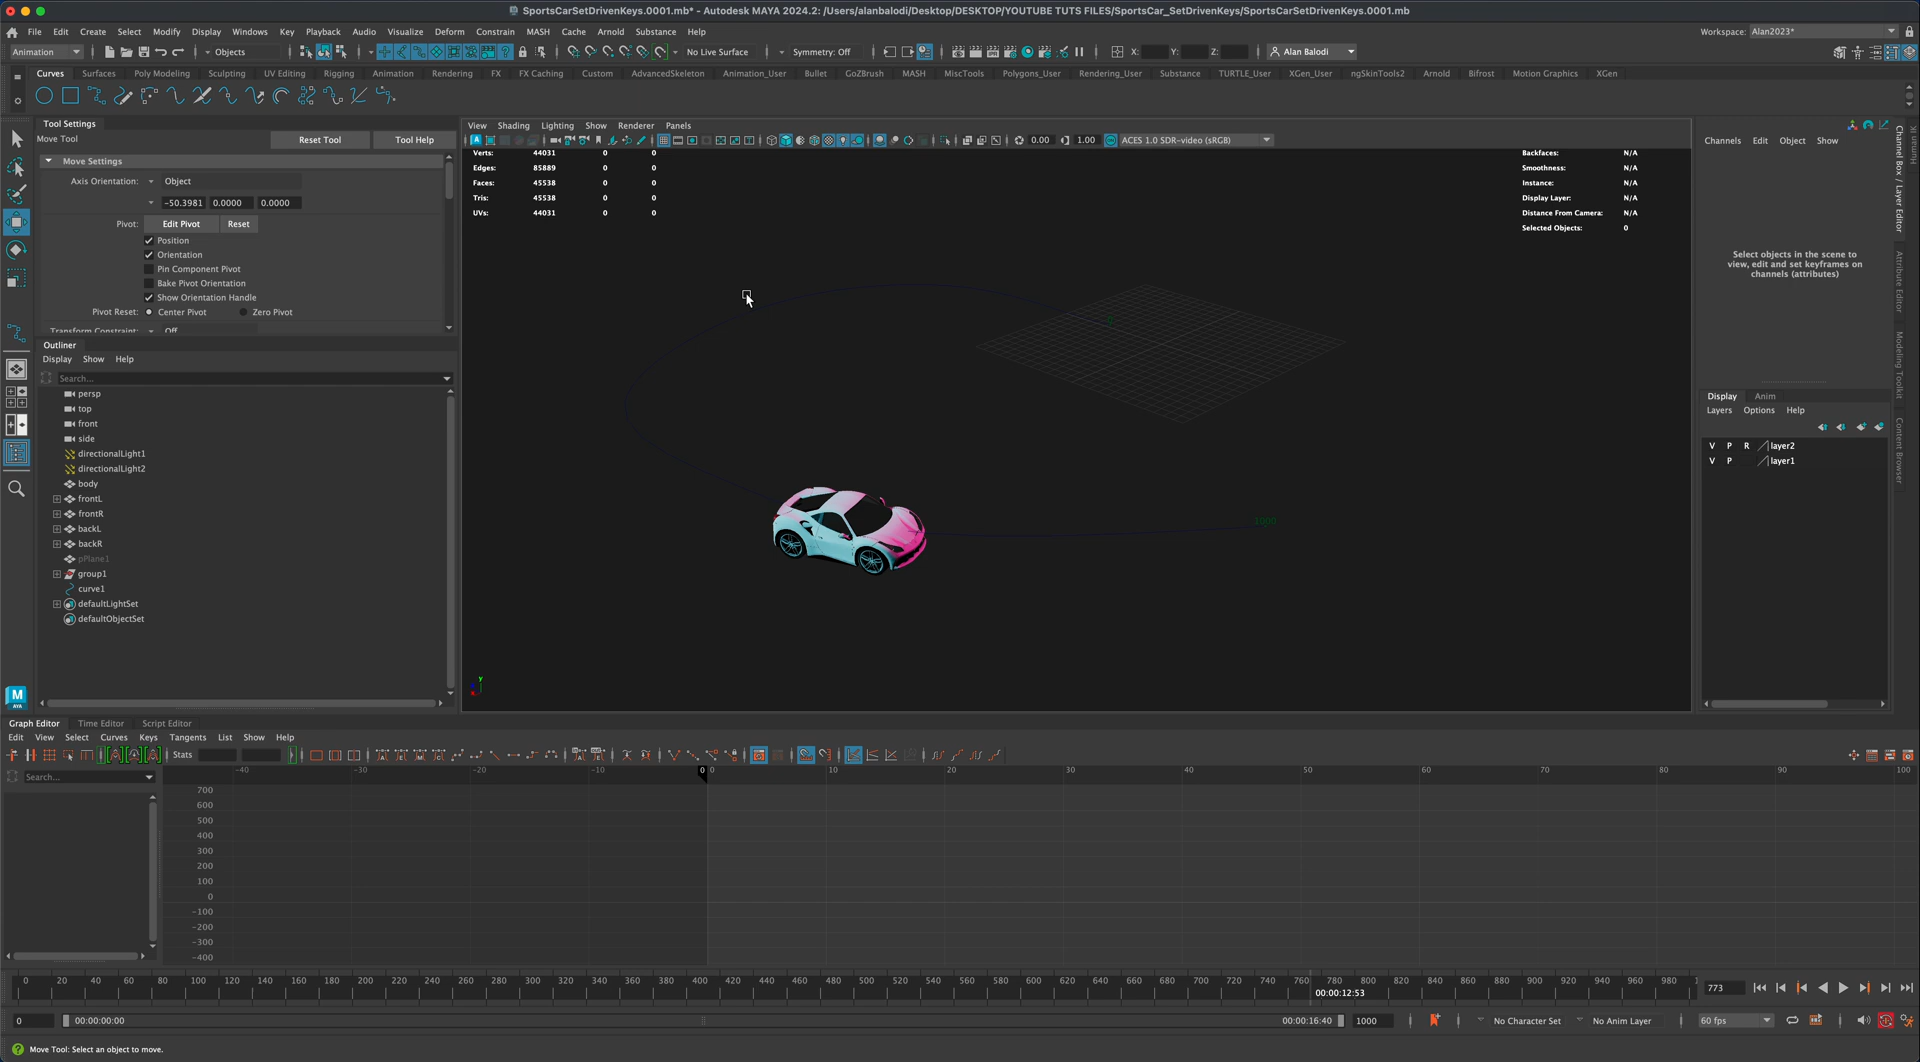 SportsCarSetDrivenKeys.0001.mb* - Autodesk MAYA 2024.2: /Users/alanbalodi/Desktop/DESKTOP/YOUTUBE TUTS FILES/SportsCar_SetDrivenKeys/SportsCarSetDrivenKeys.0001.mb
File Edit Create Select Modify Display Windows Key Playback Audio Visualize Deform Constrain MASH Cache Arnold Substance Help
Workspace: Alan2023*
Animation Objects No Live Surface Symmetry: Off X: Y: Z: Alan Balodi
Curves Surfaces Poly Modeling Sculpting UV Editing Rigging Animation Rendering FX FX Caching Custom AdvancedSkeleton Animation_User Bullet GoZBrush MASH MiscTools Polygons_User Rendering_User Substance TURTLE_User XGen_User ngSkinTools2 Arnold Bifrost Motion Graphics XGen
Tool Settings
Move Tool Reset Tool Tool Help
Move Settings
Axis Orientation: Object
-50.3981 0.0000 0.0000
Pivot: Edit Pivot Reset
Position
Orientation
Pin Component Pivot
Bake Pivot Orientation
Show Orientation Handle
Pivot Reset: Center Pivot Zero Pivot
Transform Constraint: Off
Outliner
Display Show Help
Search...
persp
top
front
side
directionalLight1
directionalLight2
body
frontL
frontR
backL
backR
pPlane1
group1
curve1
defaultLightSet
defaultObjectSet
View Shading Lighting Show Renderer Panels
0.00 1.00 ACES 1.0 SDR-video (sRGB)
Verts: 44031 0 0
Edges: 85889 0 0
Faces: 45538 0 0
Tris: 45538 0 0
UVs: 44031 0 0
Backfaces: N/A
Smoothness: N/A
Instance: N/A
Display Layer: N/A
Distance From Camera: N/A
Selected Objects: 0
1000
y
Channels Edit Object Show
Select objects in the scene to
view, edit and set keyframes on
channels (attributes)
Channel Box / Layer Editor
Attribute Editor
Modeling Toolkit
Content Browser
Display Anim
Layers Options Help
V P R layer2
V P layer1
Graph Editor Time Editor Script Editor
Edit View Select Curves Keys Tangents List Show Help
Stats
Search...
-40 -30 -20 -10 0 0 10 20 30 40 50 60 70 80 90 100
700
600
500
400
300
200
100
0
-100
-200
-300
-400
0 20 40 60 80 100 120 140 160 180 200 220 240 260 280 300 320 340 360 380 400 420 440 460 480 500 520 540 560 580 600 620 640 660 680 700 720 740 760 780 800 820 840 860 880 900 920 940 960 980
00:00:12:53
773
0 00:00:00:00 00:00:16:40 1000 No Character Set No Anim Layer 60 fps
Move Tool: Select an object to move.